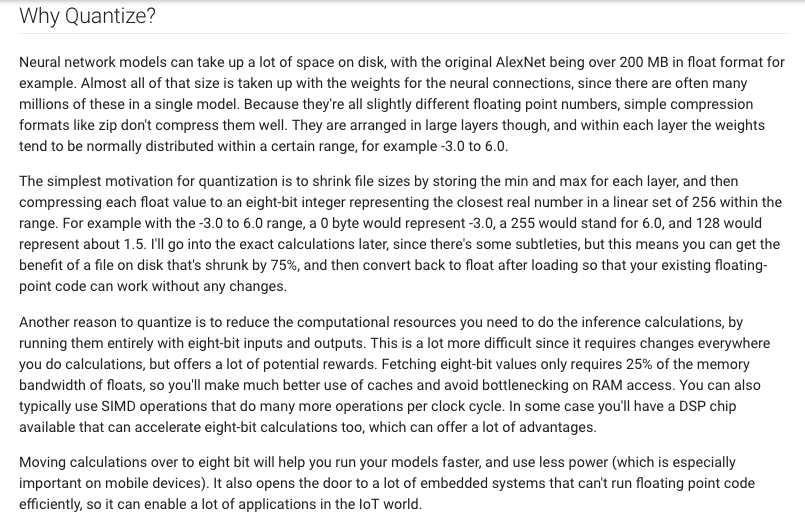 Why Quantize?
Neural network models can take up a lot of space on disk, with the original AlexNet being over 200 MB in float format for
example. Almost all of that size is taken up with the weights for the neural connections, since there are often many
millions of these in a single model. Because they're all slightly different floating point numbers, simple compression
formats like zip don't compress them well. They are arranged in large layers though, and within each layer the weights
tend to be normally distributed within a certain range, for example -3.0 to 6.0.
The simplest motivation for quantization is to shrink file sizes by storing the min and max for each layer, and then
compressing each float value to an eight-bit integer representing the closest real number in a linear set of 256 within the
range. For example with the -3.0 to 6.0 range, a 0 byte would represent -3.0, a 255 would stand for 6.0, and 128 would
represent about 1.5. I'll go into the exact calculations later, since there's some subtleties, but this means you can get the
benefit of a file on disk that's shrunk by 75%, and then convert back to float after loading so that your existing floating-
point code can work without any changes.
Another reason to quantize is to reduce the computational resources you need to do the inference calculations, by
running them entirely with eight-bit inputs and outputs. This is a lot more difficult since it requires changes everywhere
you do calculations, but offers a lot of potential rewards. Fetching eight-bit values only requires 25% of the memory
bandwidth of floats, so you'll make much better use of caches and avoid bottlenecking on RAM access. You can also
typically use SIMD operations that do many more operations per clock cycle. In some case you'll have a DSP chip
available that can accelerate eight-bit calculations too, which can offer a lot of advantages.
Moving calculations over to eight bit will help you run your models faster, and use less power (which is especially
important on mobile devices). It also opens the door to a lot of embedded systems that can't run floating point code
efficiently, so it can enable a lot of applications in the IoT world.